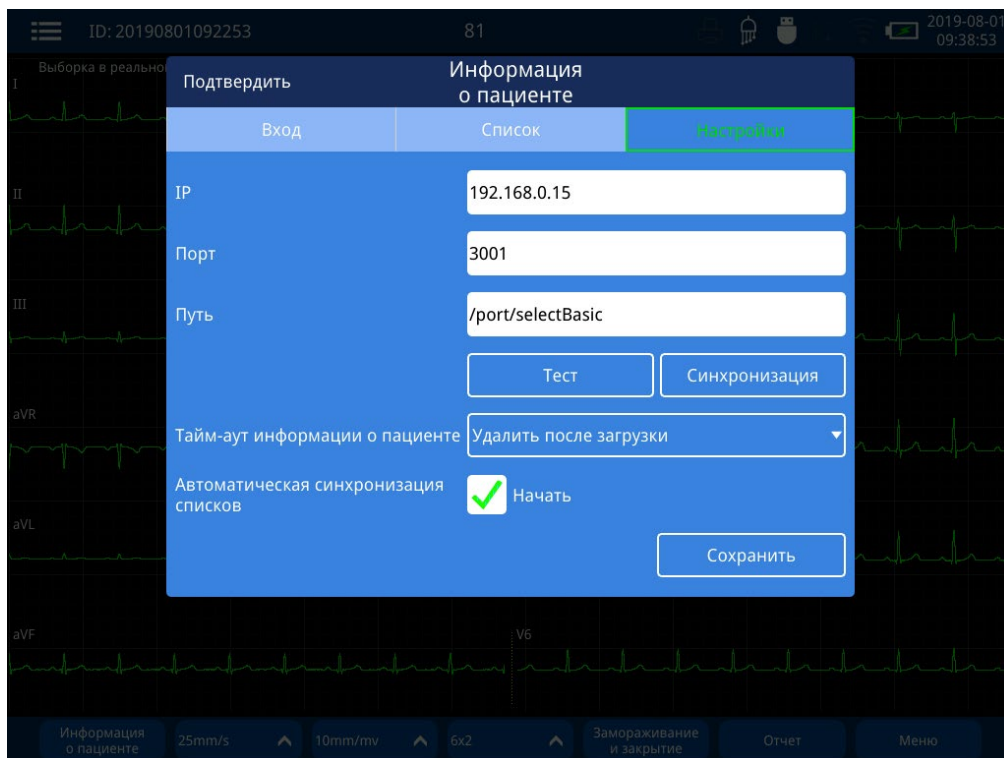 ID: 20190801092253
81
2019-08-01
09:38:53
Выборка в реально
Подтвердить
Информация
о пациенте
Вход
Список
Настройки
I
II
III
aVR
aVL
aVF
V6
IP
192.168.0.15
Порт
3001
Путь
/port/selectBasic
Тест
Синхронизация
Тайм-аут информации о пациенте
Удалить после загрузки
Автоматическая синхронизация
списков
Начать
Сохранить
Информация
о пациенте
25mm/s
10mm/mv
6x2
Замораживание
и закрытие
Отчет
Меню